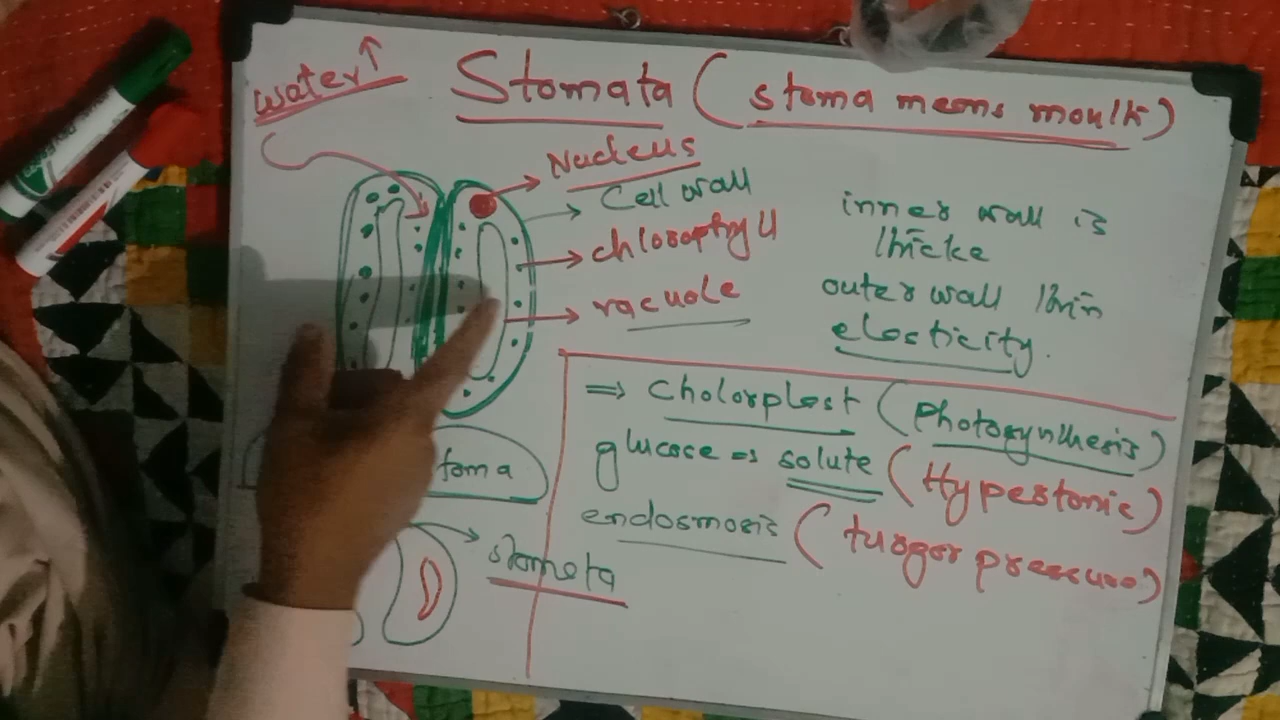 water↑
Stomata (stoma means mouth)
Nucleus
Cell wall
chlorophyll
vacuole
inner wall is
thicke
outer wall thin
elasticity.
⇒ Cholorplast (Photosynthesis)
glucose ⇒ solute (Hypertonic)
endosmosis (turgor pressure)
toma
stomata